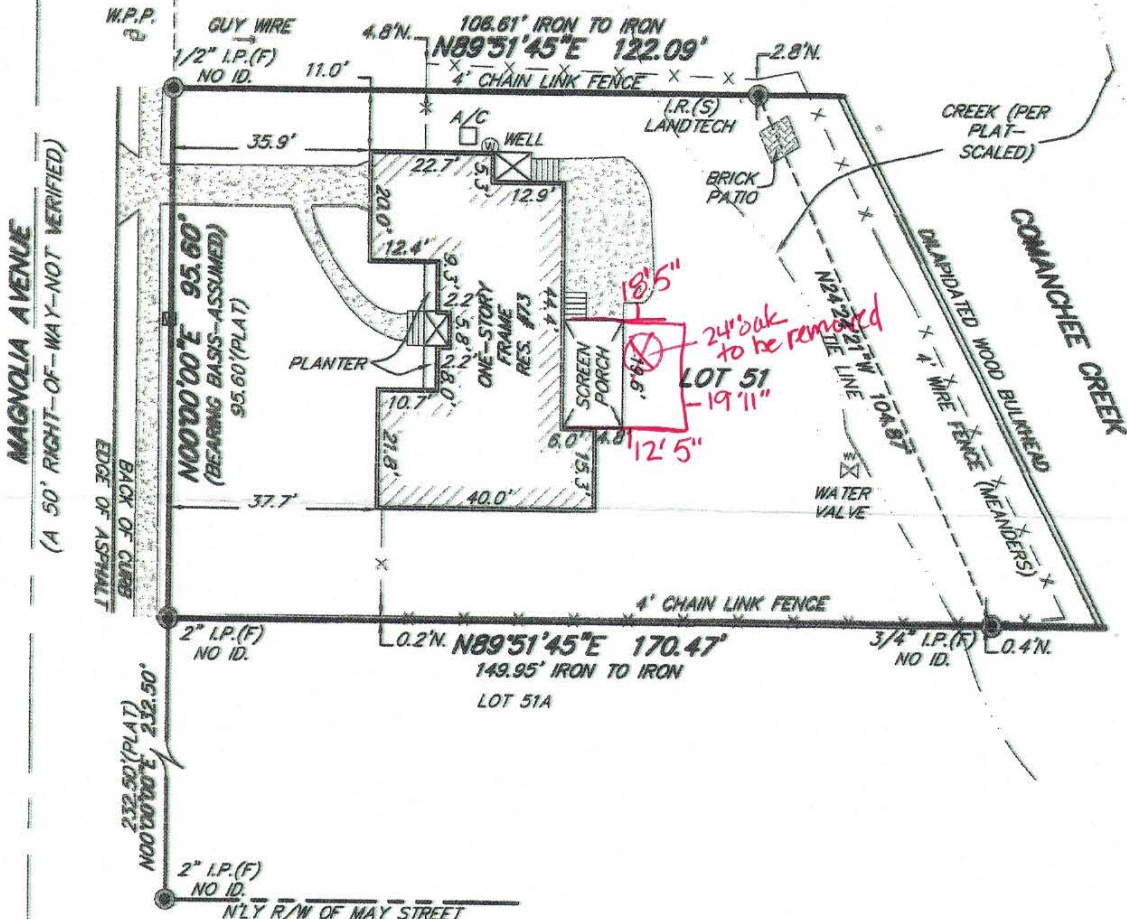 W.P.P.
GUY WIRE
1/2" I.P.(F)
NO ID.
11.0'
4.8'N.
106.61' IRON TO IRON
N89°51'45"E 122.09'
4' CHAIN LINK FENCE
2.8'N.
I.R.(S)
LANDTECH
CREEK (PER
PLAT-
SCALED)
A/C
W
WELL
35.9'
22.7'
5.3'
12.9'
BRICK
PATIO
COMANCHEE CREEK
MAGNOLIA AVENUE
(A 50' RIGHT-OF-WAY-NOT VERIFIED)
N00°00'00"E 95.60'
(BEARING BASIS-ASSUMED)
95.60'(PLAT)
20.0'
12.4'
9.3'
2.2'
5.8'
2.2'
8.0'
10.7'
PLANTER
ONE-STORY
FRAME
RES. #73
44.4'
18'5"
24" oak
to be removed
SCREEN
PORCH
19.6'
LOT 51
19'11"
6.0'
4.8'
12'5"
15.3'
21.8'
40.0'
37.7'
TIE LINE
104.87'
DILAPIDATED WOOD BULKHEAD
4' WIRE FENCE (MEANDERS)
WATER
VALVE
BACK OF CURB
EDGE OF ASPHALT
4' CHAIN LINK FENCE
2" I.P.(F)
NO ID.
0.2'N.
N89°51'45"E 170.47'
149.95' IRON TO IRON
3/4" I.P.(F)
NO ID.
0.4'N.
LOT 51A
232.50'(PLAT)
232.50'
2" I.P.(F)
NO ID.
N'LY R/W OF MAY STREET